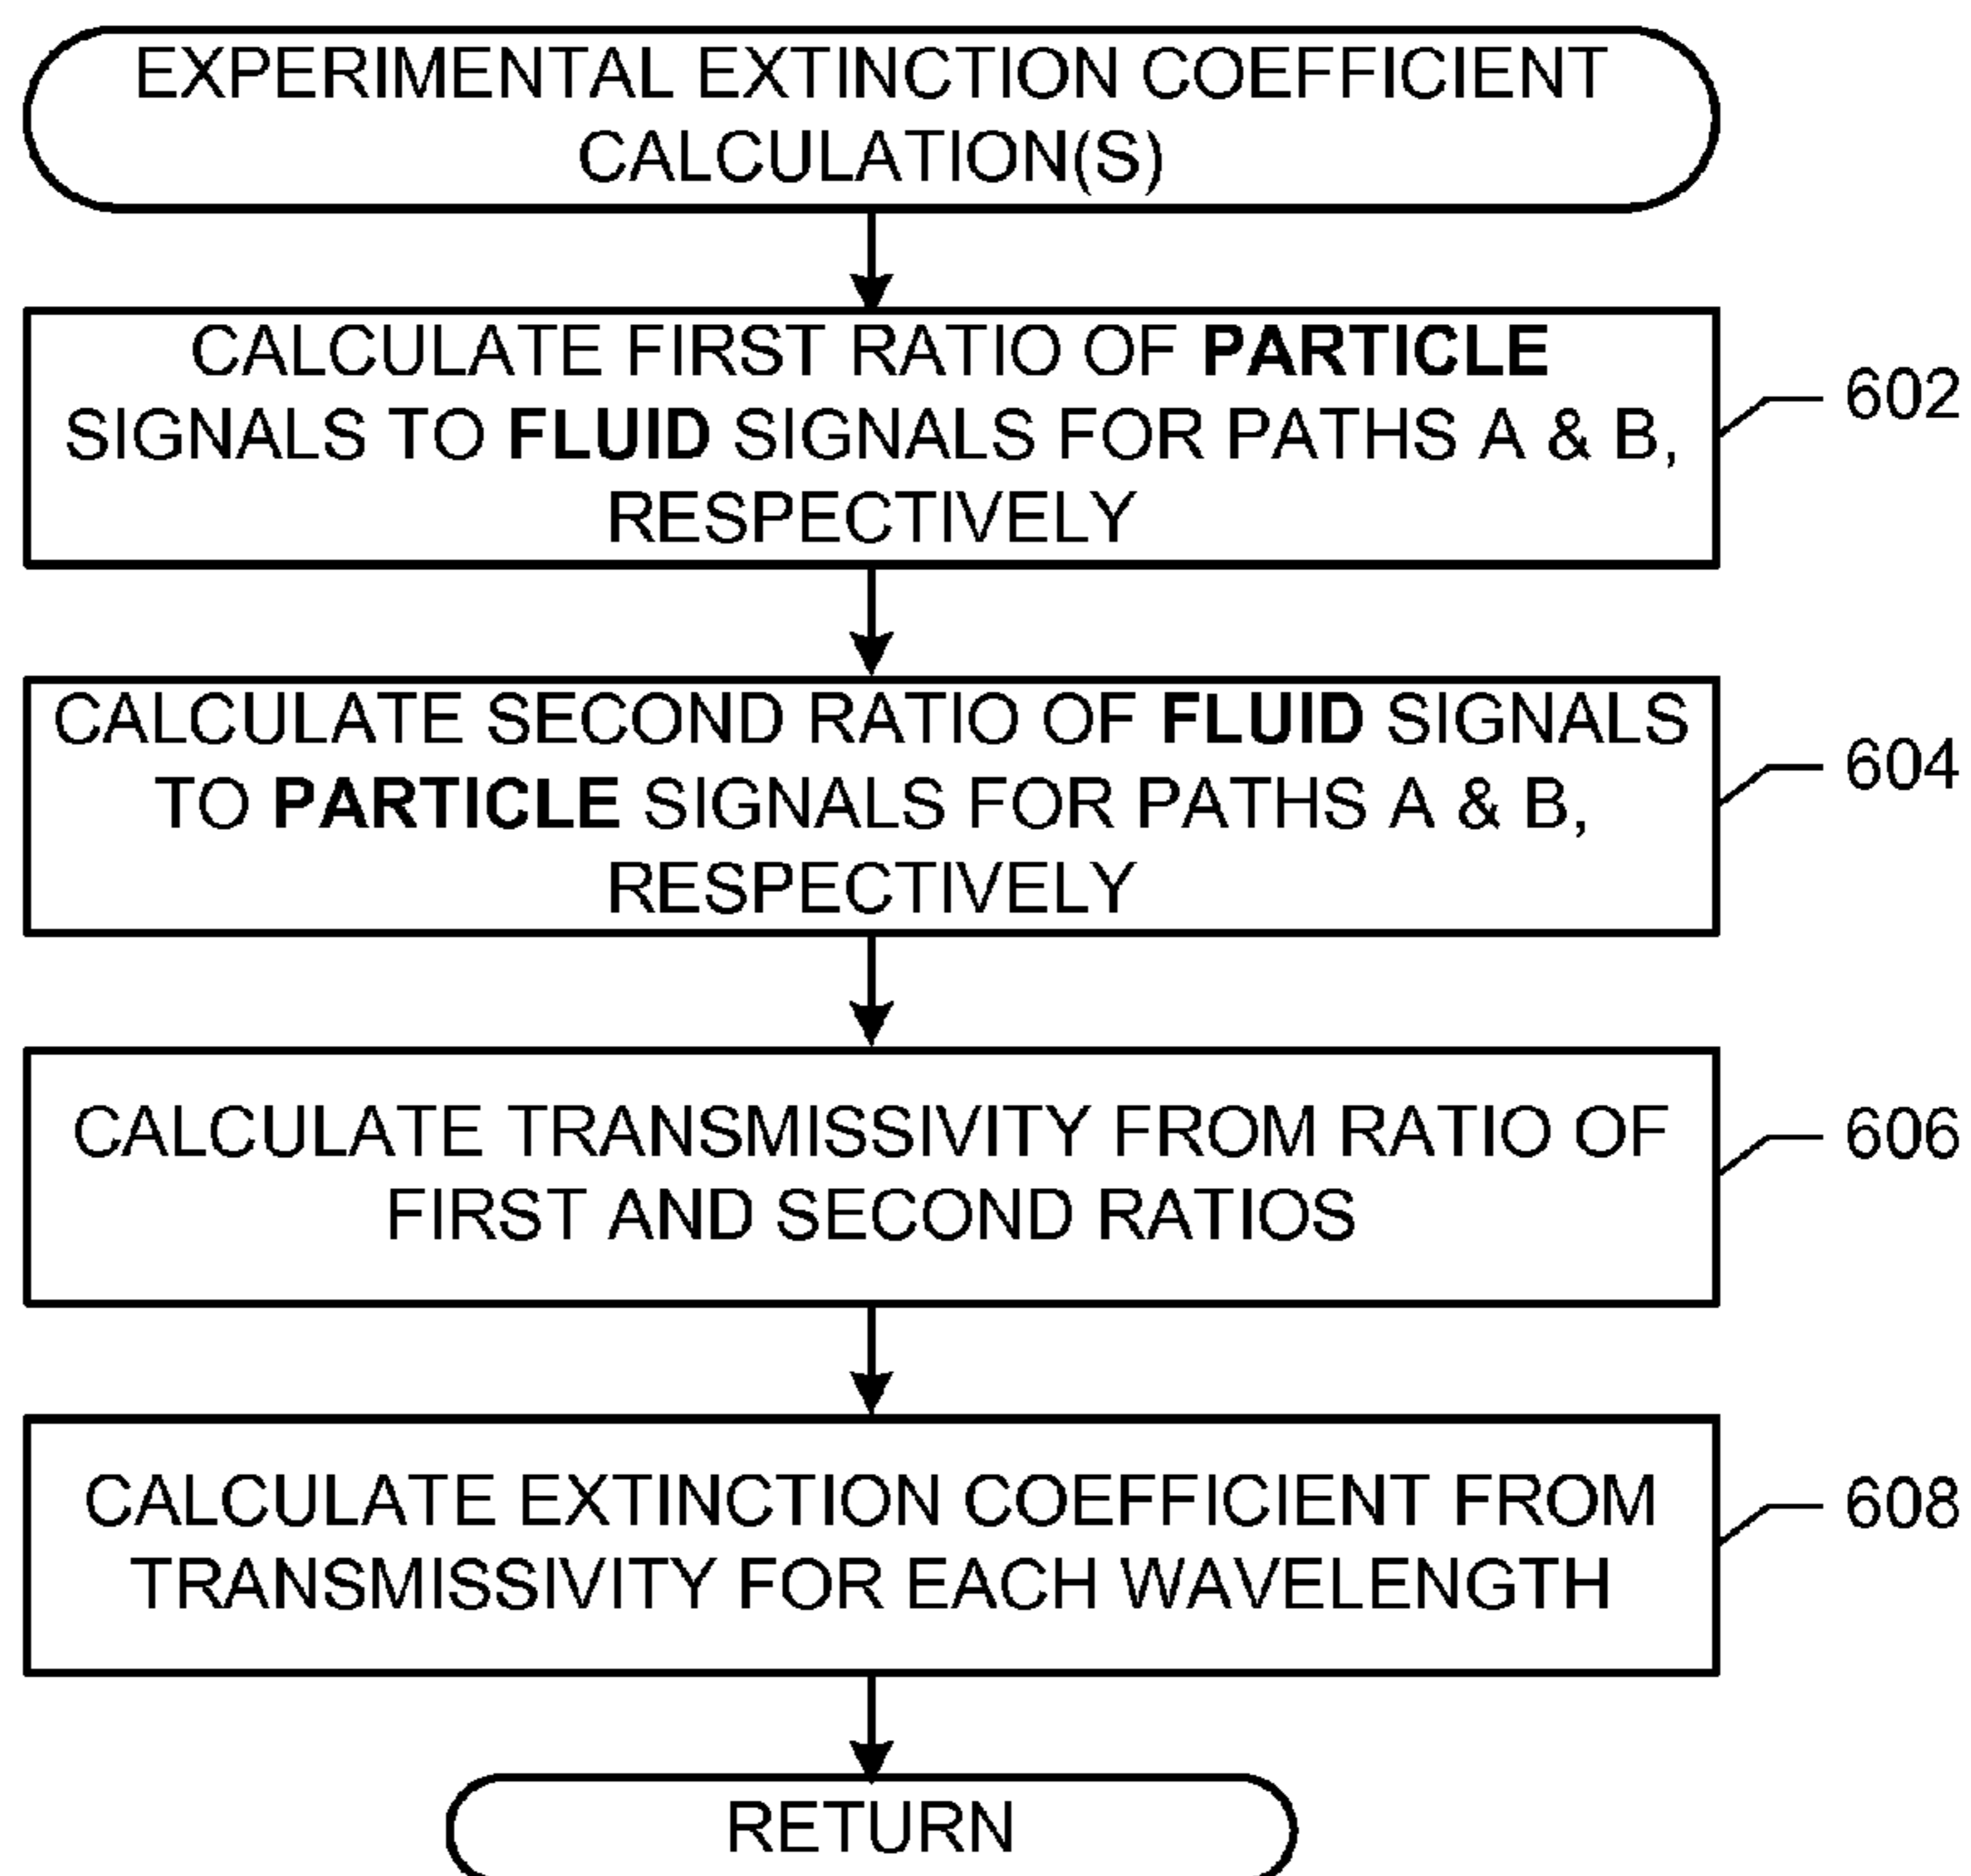 EXPERIMENTAL EXTINCTION COEFFICIENT
CALCULATION(S)
CALCULATE FIRST RATIO OF PARTICLE
SIGNALS TO FLUID SIGNALS FOR PATHS A & B,
RESPECTIVELY
602
CALCULATE SECOND RATIO OF FLUID SIGNALS
TO PARTICLE SIGNALS FOR PATHS A & B,
RESPECTIVELY
604
CALCULATE TRANSMISSIVITY FROM RATIO OF
FIRST AND SECOND RATIOS
606
CALCULATE EXTINCTION COEFFICIENT FROM
TRANSMISSIVITY FOR EACH WAVELENGTH
608
RETURN